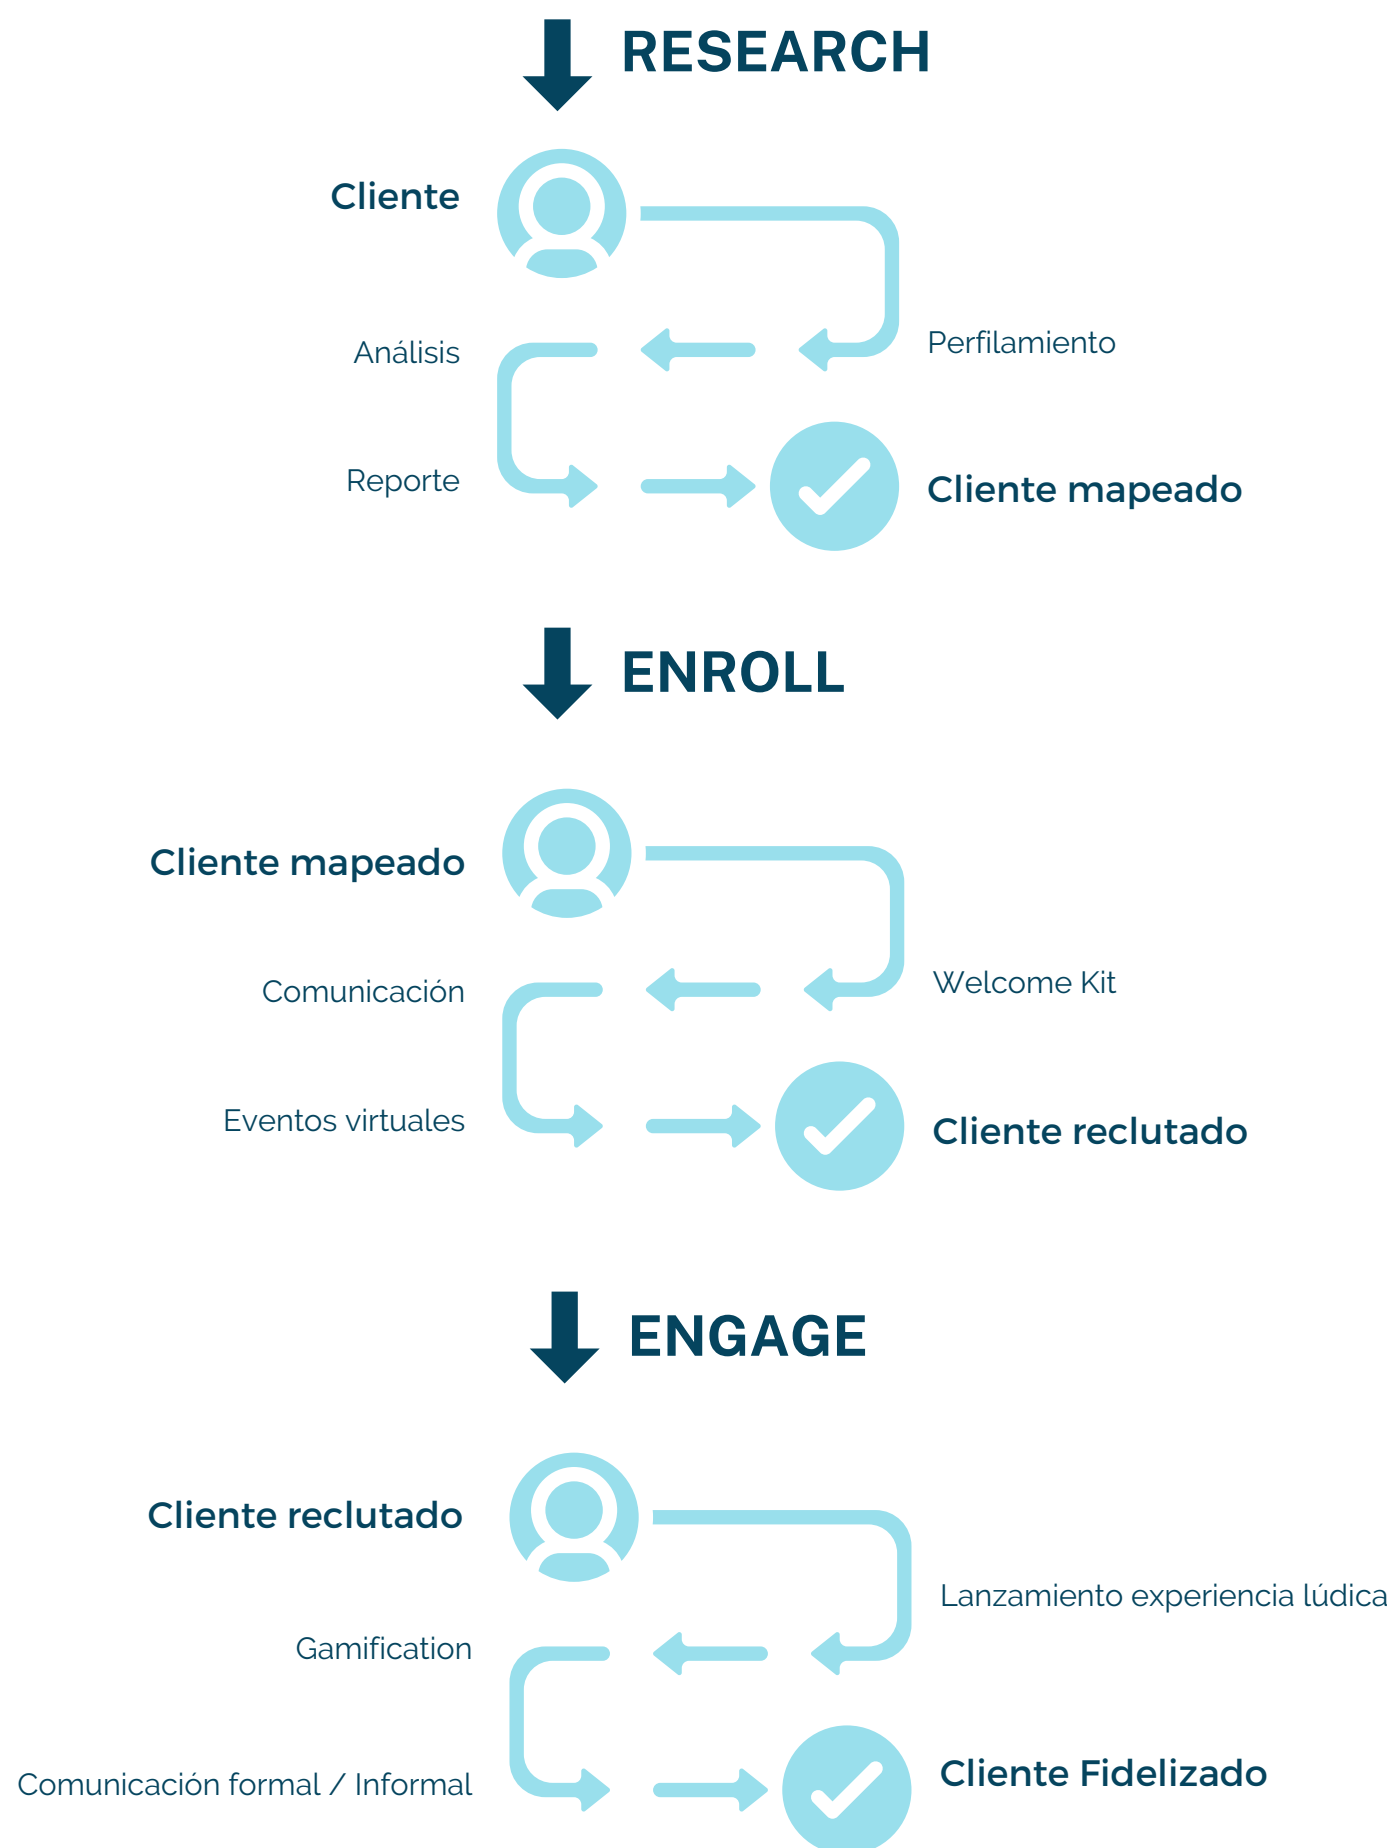 RESEARCH
Cliente
Perfilamiento
Análisis
Reporte
Cliente mapeado
ENROLL
Cliente mapeado
Welcome Kit
Comunicación
Eventos virtuales
Cliente reclutado
ENGAGE
Cliente reclutado
Lanzamiento experiencia lúdica
Gamification
Comunicación formal / Informal
Cliente Fidelizado